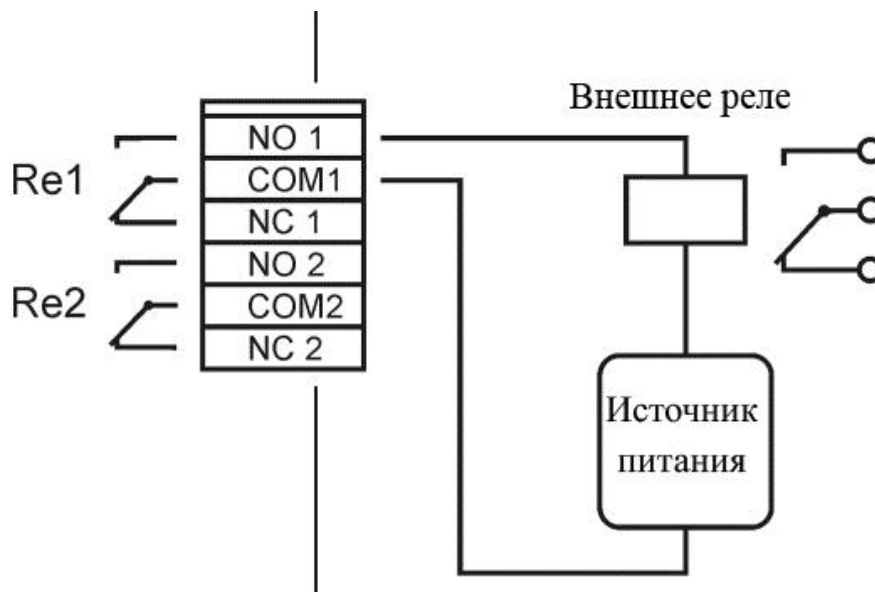 Внешнее реле
NO 1
Re1
COM1
NC 1
NO 2
Re2
COM2
NC 2
Источник
питания